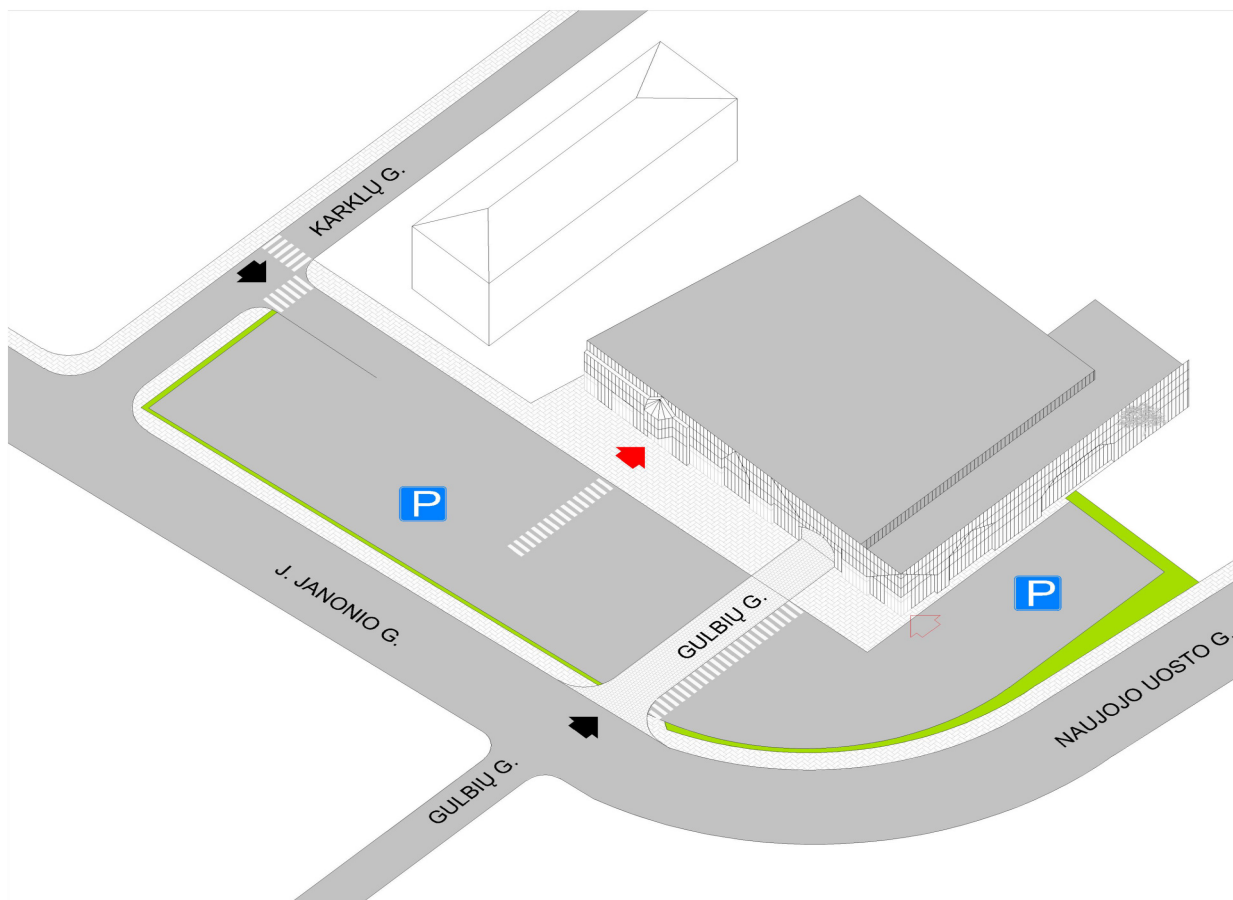 KARKLŲ G.
P
J. JANONIO G.
GULBIŲ G.
P
NAUJOJO UOSTO G.
GULBIŲ G.